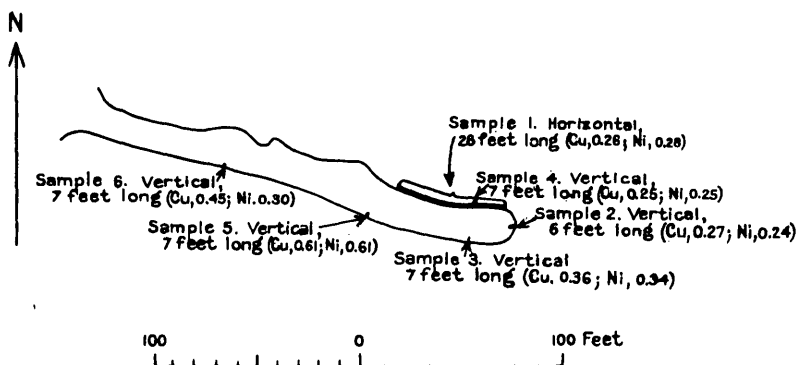 N
Sample 1. Horizontal,
28 feet long (Cu,0.26; Ni,0.28)
Sample 4. Vertical,
7 feet long (Cu,0.25; Ni,0.25)
Sample 6. Vertical,
7 feet long (Cu,0.45; Ni.0.30)
Sample 2. Vertical,
6 feet long (Cu,0.27; Ni,0.24)
Sample 5. Vertical,
7 feet long (Cu,0.61; Ni,0.61)
Sample 3. Vertical
7 feet long (Cu. 0.36; Ni, 0.34)
100 0 100 Feet